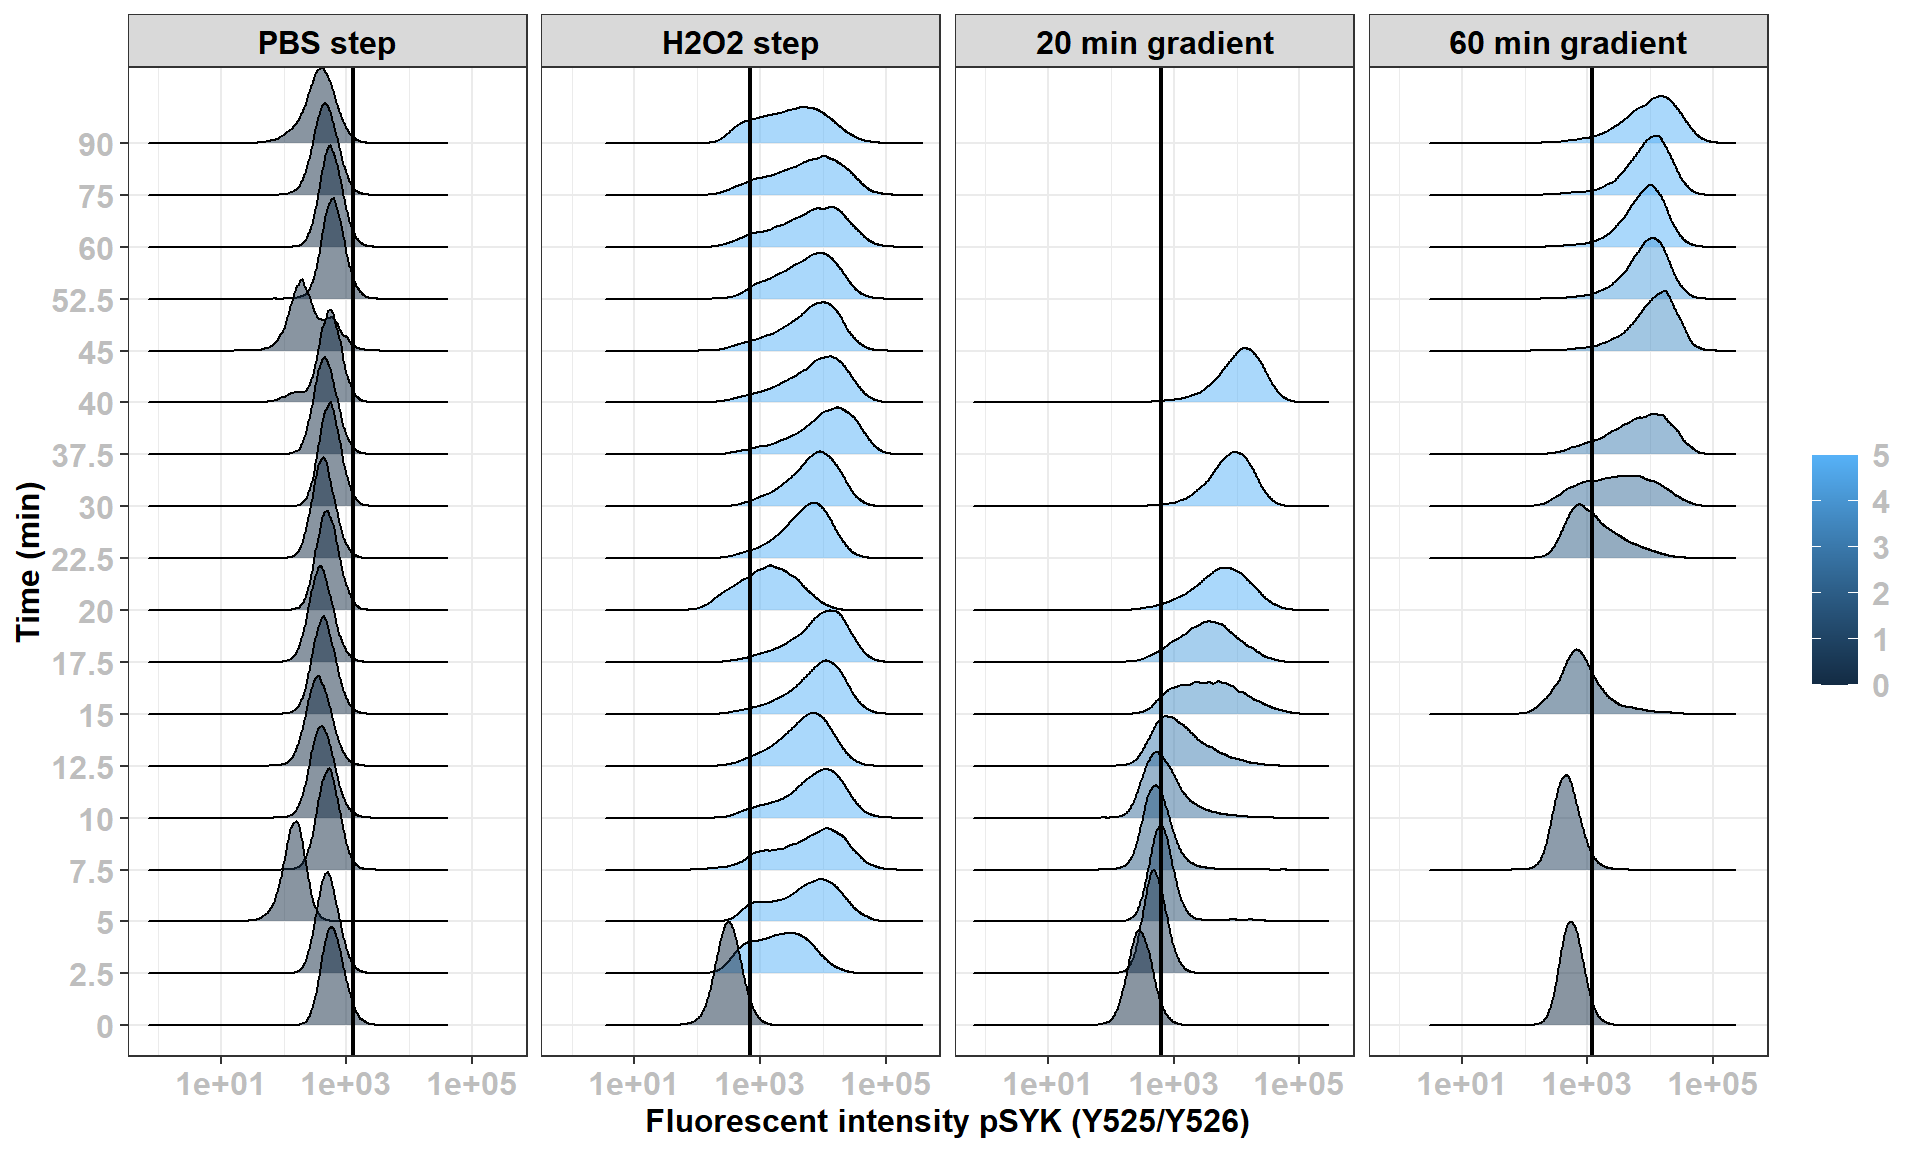 PBS step
H2O2 step
20 min gradient
60 min gradient
Time (min)
90
75
60
52.5
45
40
37.5
30
22.5
20
17.5
15
12.5
10
7.5
5
2.5
0
5
4
3
2
1
0
1e+01 1e+03 1e+05
1e+01 1e+03 1e+05
1e+01 1e+03 1e+05
1e+01 1e+03 1e+05
Fluorescent intensity pSYK (Y525/Y526)